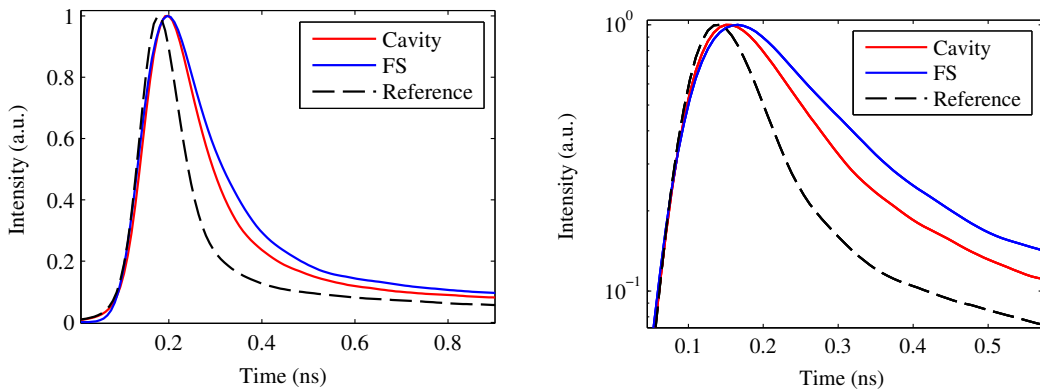 1
0.8
0.6
0.4
0.2
0
0.2
0.4
0.6
0.8
Intensity (a.u.)
Time (ns)
Cavity
FS
Reference
10⁰
10⁻¹
0.1
0.2
0.3
0.4
0.5
Intensity (a.u.)
Time (ns)
Cavity
FS
Reference